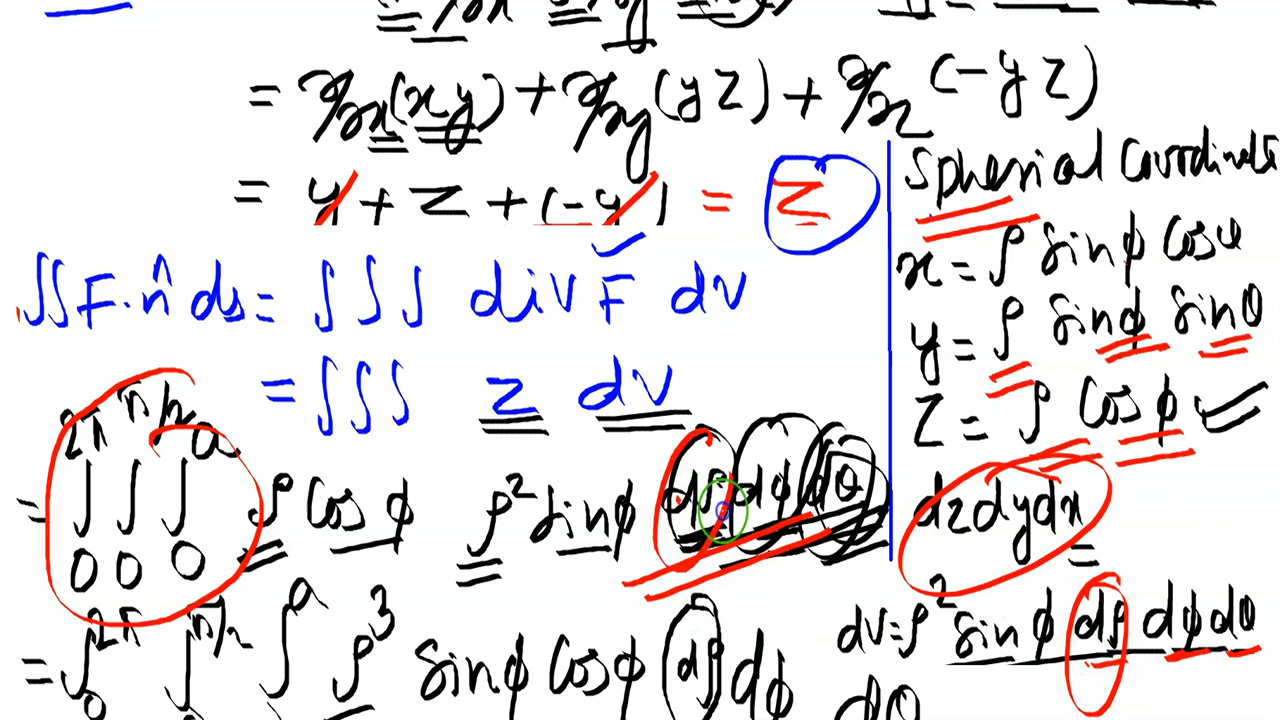 = ∂/∂x(xy) + ∂/∂y(yz) + ∂/∂z(-yz)
= y + z + (-y) = z
∫∫F·n̂ ds = ∫∫∫ div F dv
= ∫∫∫ z dv
= ∫₀^2π ∫₀^π/2 ∫₀^a ρ cos φ ρ² sin φ dρ dφ dθ
= ∫₀^2π ∫₀^π/2 ∫^a ρ³ sin φ cos φ dρ dφ dθ
Spherical Coordinate
x = ρ sin φ cos θ
y = ρ sin φ sin θ
z = ρ cos φ ✓
dz dy dx =
dv = ρ² sin φ dρ dφ dθ